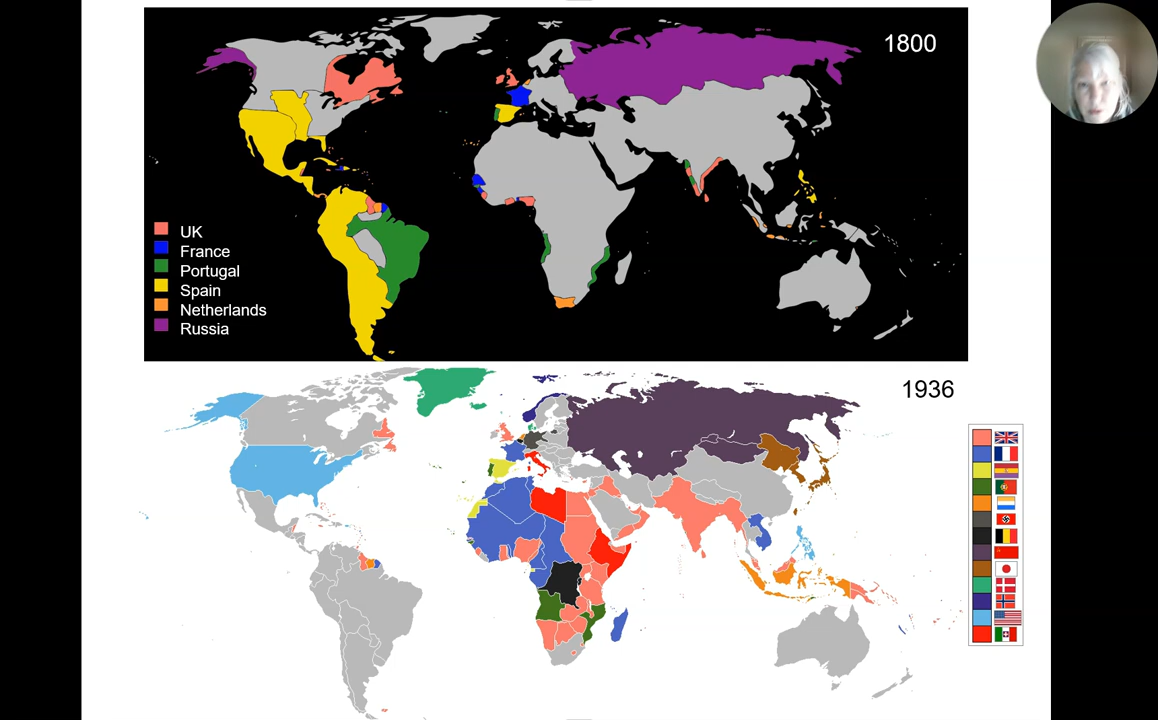 1800
UK
France
Portugal
Spain
Netherlands
Russia
1936